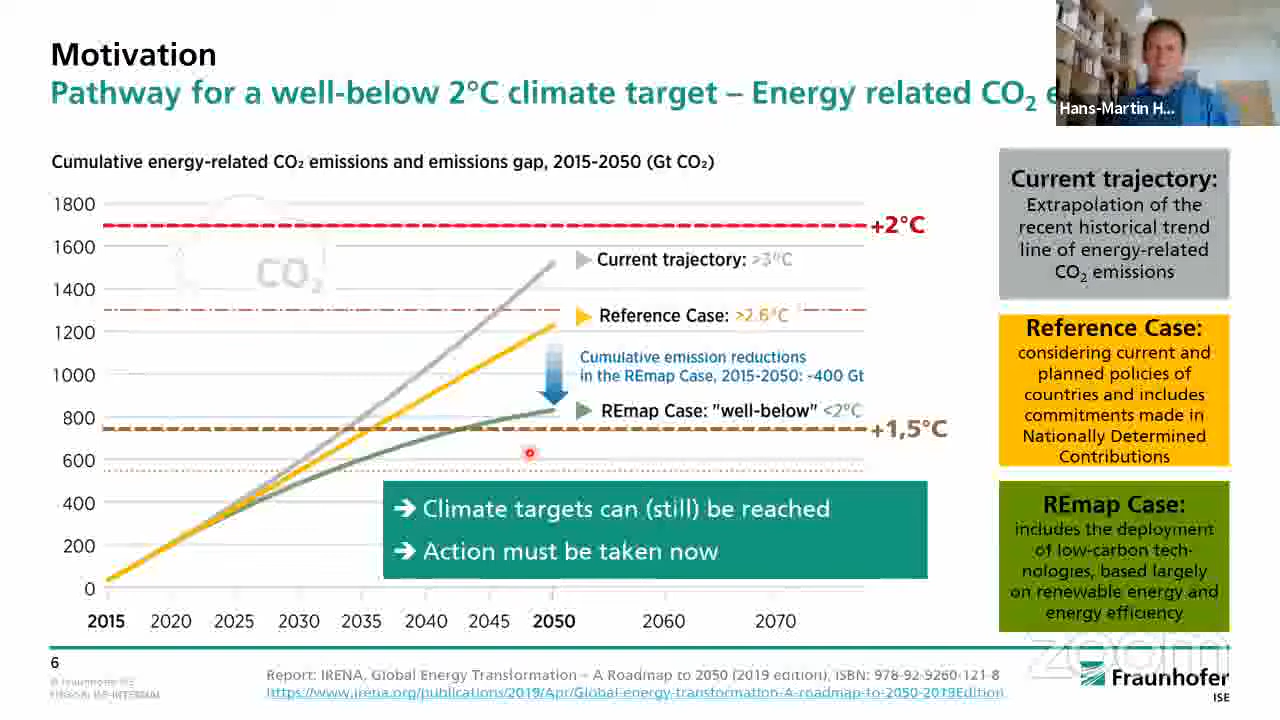 Motivation
Pathway for a well-below 2°C climate target – Energy related CO₂ e
Hans-Martin H...
Cumulative energy-related CO₂ emissions and emissions gap, 2015-2050 (Gt CO₂)
1800
1600
1400
1200
1000
800
600
400
200
0
CO₂
+2°C
Current trajectory: >3°C
Reference Case: >2.6°C
Cumulative emission reductions
in the REmap Case, 2015-2050: -400 Gt
REmap Case: "well-below" <2°C
+1,5°C
➔ Climate targets can (still) be reached
➔ Action must be taken now
2015 2020 2025 2030 2035 2040 2045 2050 2060 2070
Current trajectory:
Extrapolation of the
recent historical trend
line of energy-related
CO₂ emissions
Reference Case:
considering current and
planned policies of
countries and includes
commitments made in
Nationally Determined
Contributions
REmap Case:
includes the deployment
of low-carbon tech-
nologies, based largely
on renewable energy and
energy efficiency
zoom
6
© Fraunhofer ISE
FHG-SK: ISE-INTERNAL
Report: IRENA, Global Energy Transformation – A Roadmap to 2050 (2019 edition), ISBN: 978-92-9260-121-8
https://www.irena.org/publications/2019/Apr/Global-energy-transformation-A-roadmap-to-2050-2019Edition
Fraunhofer
ISE